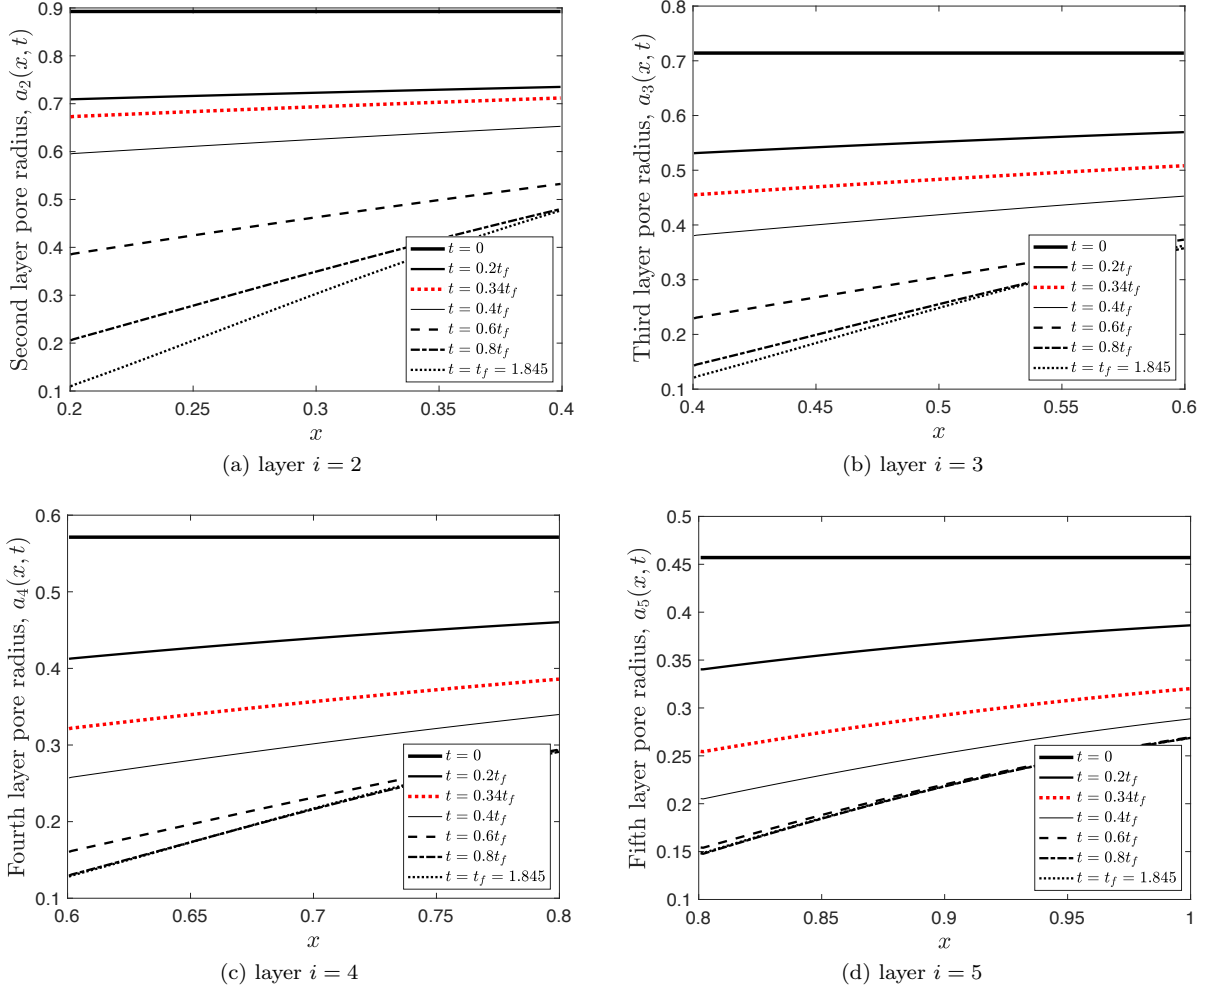 Second layer pore radius, a₂(x, t)
0.9
0.8
0.7
0.6
0.5
0.4
0.3
0.2
0.1
t = 0
t = 0.2t_f
t = 0.34t_f
t = 0.4t_f
t = 0.6t_f
t = 0.8t_f
t = t_f = 1.845
0.2 0.25 0.3 0.35 0.4
x
(a) layer i = 2
Third layer pore radius, a₃(x, t)
0.8
0.7
0.6
0.5
0.4
0.3
0.2
0.1
t = 0
t = 0.2t_f
t = 0.34t_f
t = 0.4t_f
t = 0.6t_f
t = 0.8t_f
t = t_f = 1.845
0.4 0.45 0.5 0.55 0.6
x
(b) layer i = 3
Fourth layer pore radius, a₄(x, t)
0.6
0.5
0.4
0.3
0.2
0.1
t = 0
t = 0.2t_f
t = 0.34t_f
t = 0.4t_f
t = 0.6t_f
t = 0.8t_f
t = t_f = 1.845
0.6 0.65 0.7 0.75 0.8
x
(c) layer i = 4
Fifth layer pore radius, a₅(x, t)
0.5
0.45
0.4
0.35
0.3
0.25
0.2
0.15
0.1
t = 0
t = 0.2t_f
t = 0.34t_f
t = 0.4t_f
t = 0.6t_f
t = 0.8t_f
t = t_f = 1.845
0.8 0.85 0.9 0.95 1
x
(d) layer i = 5